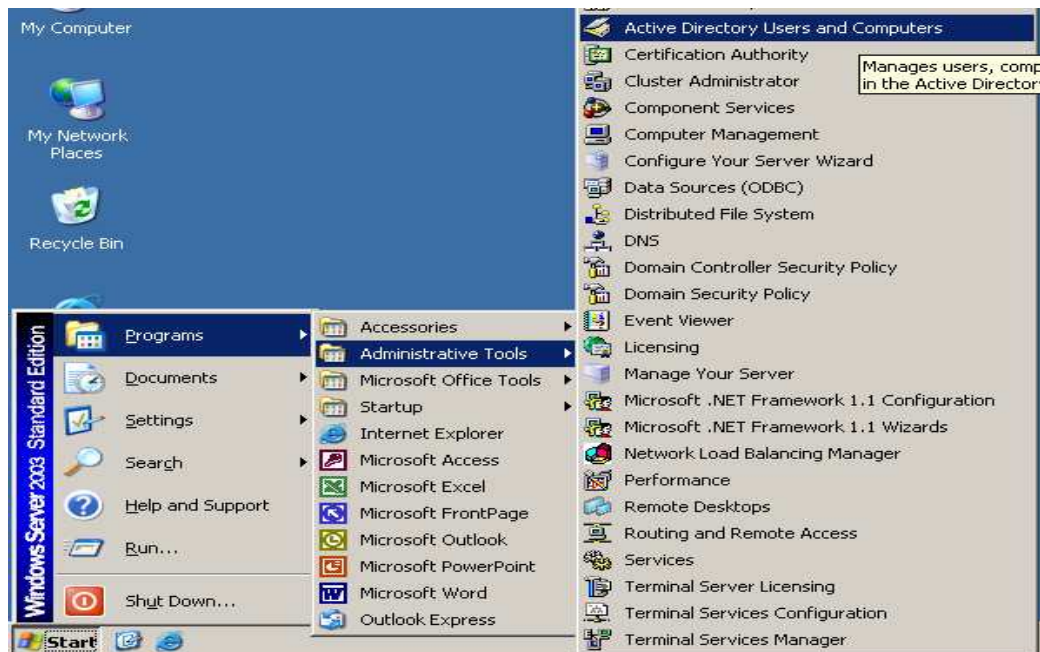 My Computer
My Network
Places
Recycle Bin
Windows Server 2003 Standard Edition
Programs
Documents
Settings
Search
Help and Support
Run...
Shut Down...
Start
Accessories
Administrative Tools
Microsoft Office Tools
Startup
Internet Explorer
Microsoft Access
Microsoft Excel
Microsoft FrontPage
Microsoft Outlook
Microsoft PowerPoint
Microsoft Word
Outlook Express
Active Directory Users and Computers
Certification Authority
Manages users, comp
in the Active Director
Cluster Administrator
Component Services
Computer Management
Configure Your Server Wizard
Data Sources (ODBC)
Distributed File System
DNS
Domain Controller Security Policy
Domain Security Policy
Event Viewer
Licensing
Manage Your Server
Microsoft .NET Framework 1.1 Configuration
Microsoft .NET Framework 1.1 Wizards
Network Load Balancing Manager
Performance
Remote Desktops
Routing and Remote Access
Services
Terminal Server Licensing
Terminal Services Configuration
Terminal Services Manager